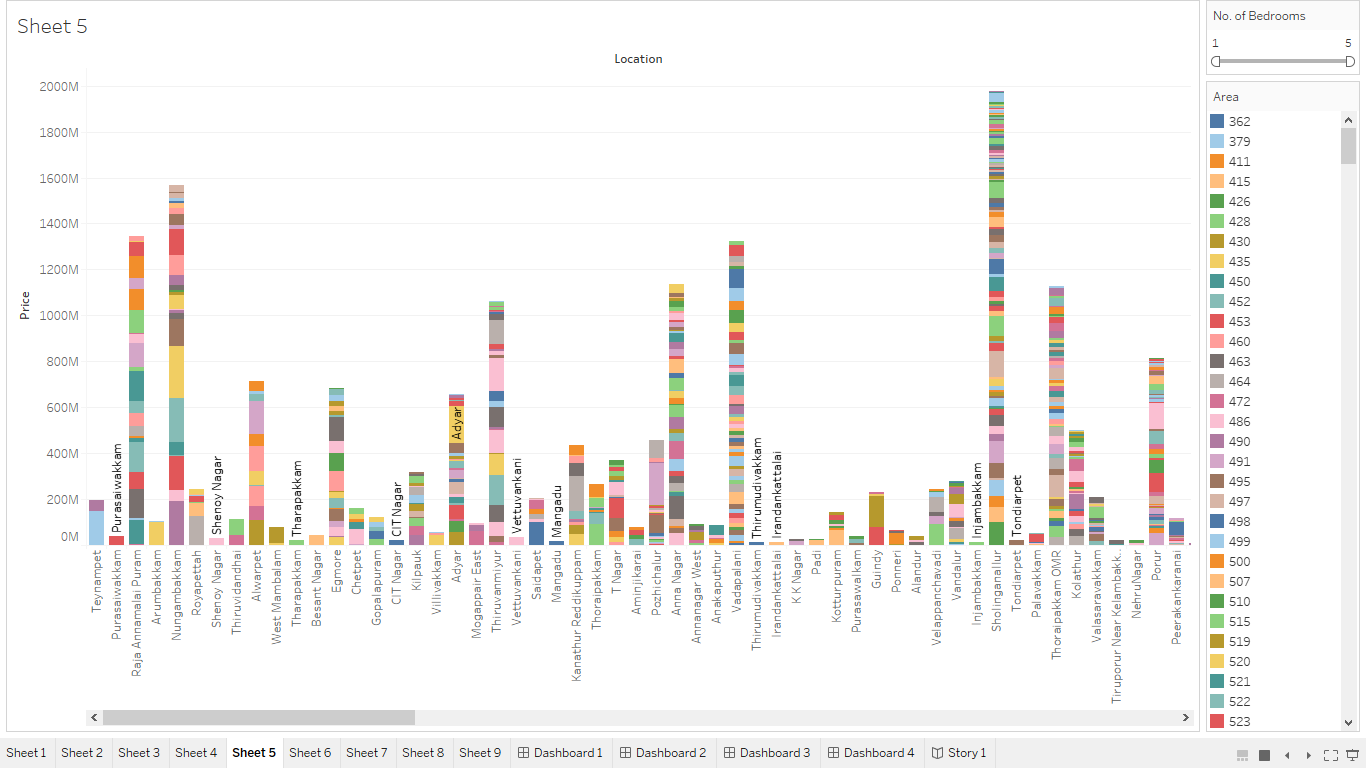 Sheet 5
Location
Price
2000M
1800M
1600M
1400M
1200M
1000M
800M
600M
400M
200M
0M
Purasaiwakkam
Shenoy Nagar
Tharapakkam
CIT Nagar
Adyar
Vettuvankani
Mangadu
Thirumudivakkam
Irandankattalai
Injambakkam
Tondiarpet
Teynampet
Purasaiwakkam
Raja Annamalai Puram
Arumbakkam
Nungambakkam
Royapettah
Shenoy Nagar
Thiruvidandhai
Alwarpet
West Mambalam
Tharapakkam
Besant Nagar
Egmore
Chetpet
Gopalapuram
CIT Nagar
Kilpauk
Villivakkam
Adyar
Mogappair East
Thiruvamiyur
Vettuvankani
Saidapet
Mangadu
Kanathur Reddikuppam
Thoraipakkam
T Nagar
Aminjikarai
Pozhichalur
Anna Nagar
Annanagar West
Anakaputhur
Vadapalani
Thirumudivakkam
Irandankattalai
K K Nagar
Padi
Kotturpuram
Purasawalkam
Guindy
Ponneri
Alandur
Velappanchavadi
Vandalur
Injambakkam
Sholinganallur
Tondiarpet
Palavakkam
Thoraipakkam OMR
Kolathur
Valasaravakkam
Tiruporur Near Kelambakk..
NehruNagar
Porur
Peerakankaranai
No. of Bedrooms
1 5
Area
362
379
411
415
426
428
430
435
450
452
453
460
463
464
472
486
490
491
495
497
498
499
500
507
510
515
519
520
521
522
523
Sheet 1 Sheet 2 Sheet 3 Sheet 4 Sheet 5 Sheet 6 Sheet 7 Sheet 8 Sheet 9 Dashboard 1 Dashboard 2 Dashboard 3 Dashboard 4 Story 1